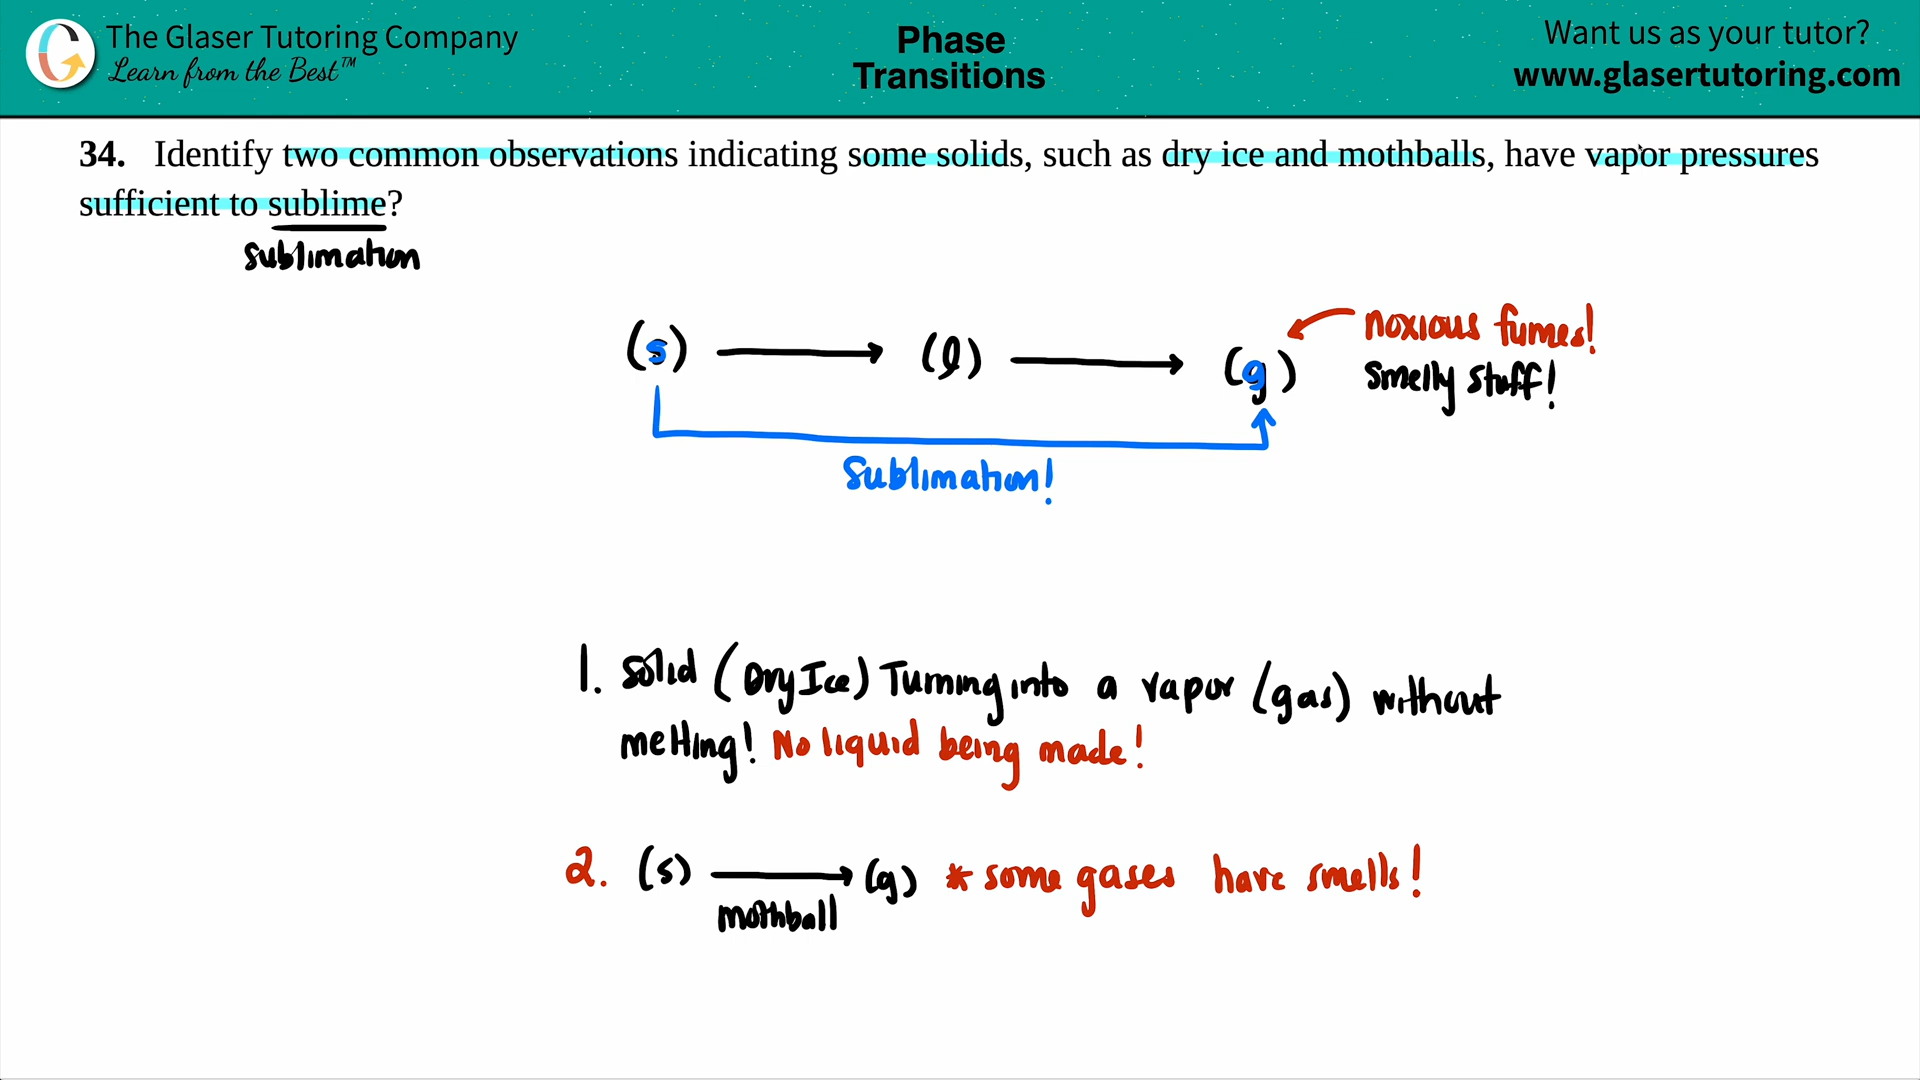 The Glaser Tutoring Company
Learn from the Best™
Phase
Transitions
Want us as your tutor?
www.glasertutoring.com
34. Identify two common observations indicating some solids, such as dry ice and mothballs, have vapor pressures
sufficient to sublime?
sublimation
(s) → (l) → (g)
noxious fumes!
smelly stuff!
Sublimation!
1. solid (Dry Ice) Turning into a vapor (gas) without
melting! No liquid being made!
2. (s) → (g) * some gases have smells!
mothball